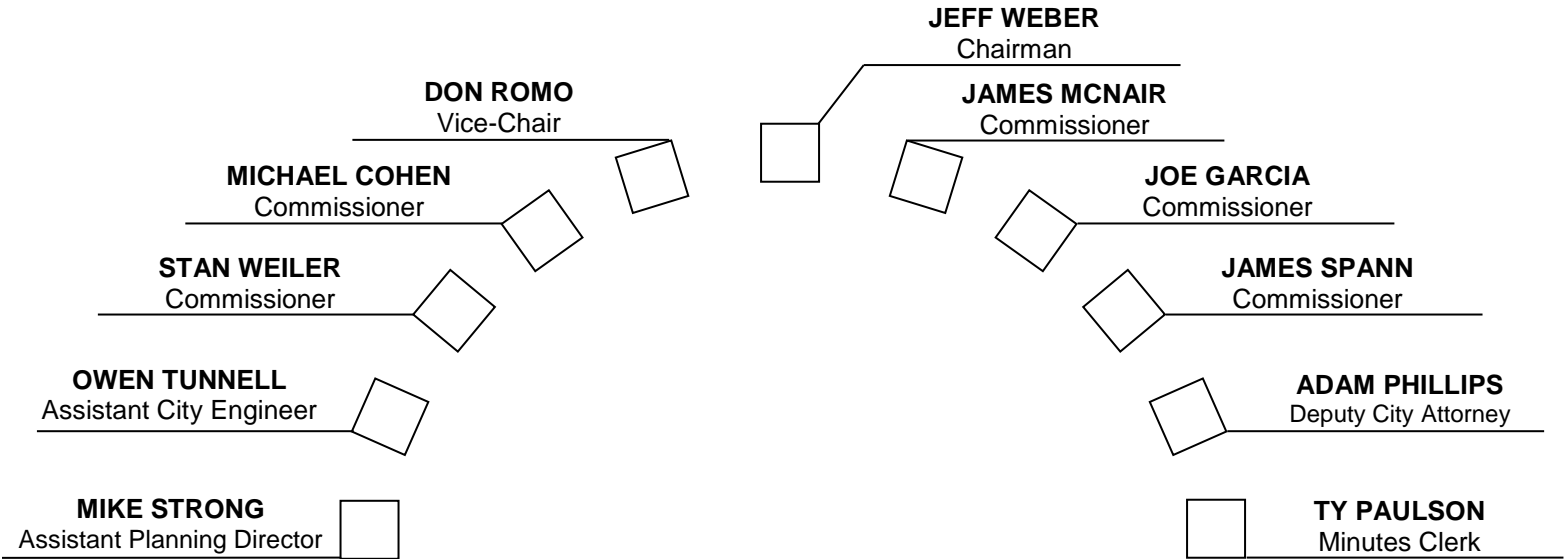 JEFF WEBER
Chairman
DON ROMO
Vice-Chair
JAMES MCNAIR
Commissioner
MICHAEL COHEN
Commissioner
JOE GARCIA
Commissioner
STAN WEILER
Commissioner
JAMES SPANN
Commissioner
OWEN TUNNELL
Assistant City Engineer
ADAM PHILLIPS
Deputy City Attorney
MIKE STRONG
Assistant Planning Director
TY PAULSON
Minutes Clerk